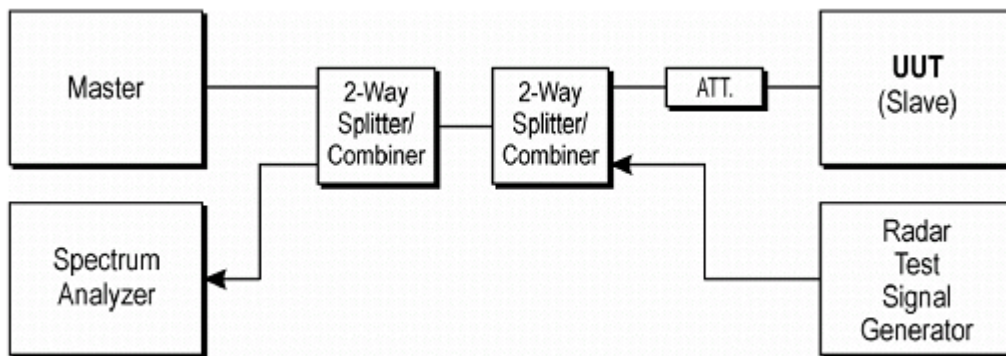 Master
2-Way
Splitter/
Combiner
2-Way
Splitter/
Combiner
ATT.
UUT
(Slave)
Spectrum
Analyzer
Radar
Test
Signal
Generator